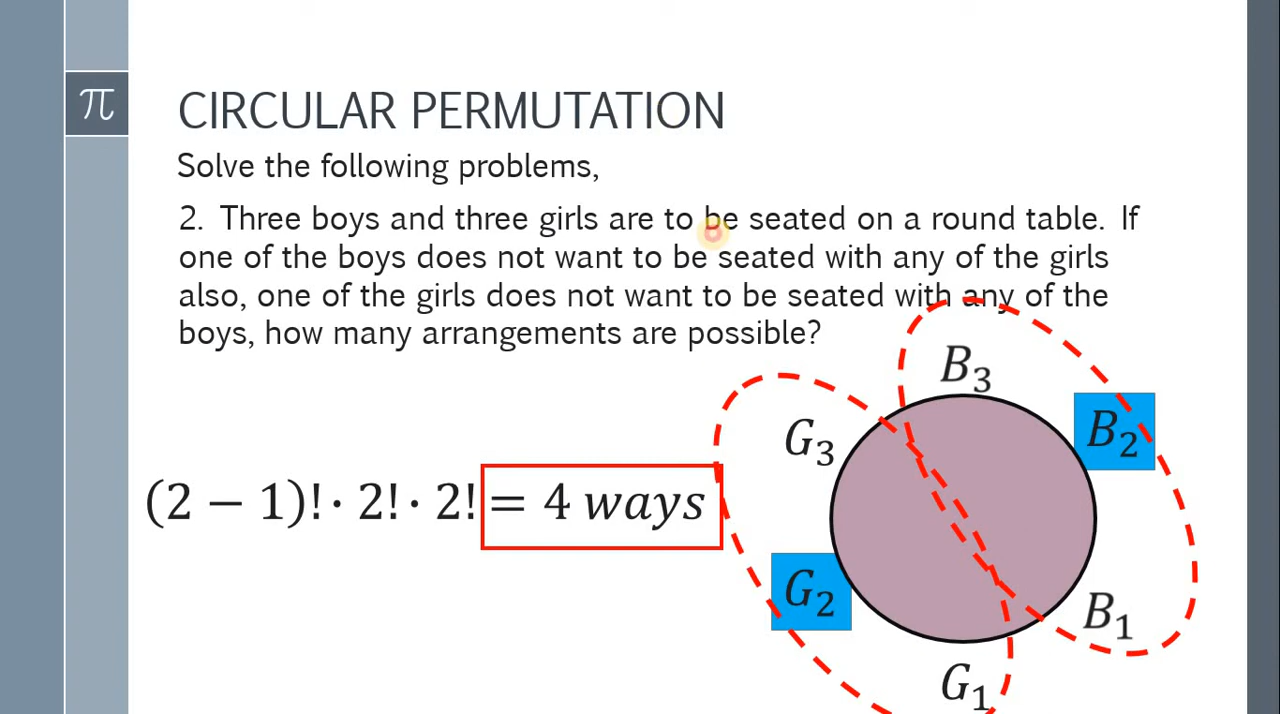 π
CIRCULAR PERMUTATION
Solve the following problems,
2. Three boys and three girls are to be seated on a round table. If
one of the boys does not want to be seated with any of the girls
also, one of the girls does not want to be seated with any of the
boys, how many arrangements are possible?
B₃
B₂
G₃
(2 − 1)! · 2! · 2! = 4 ways
G₂
B₁
G₁